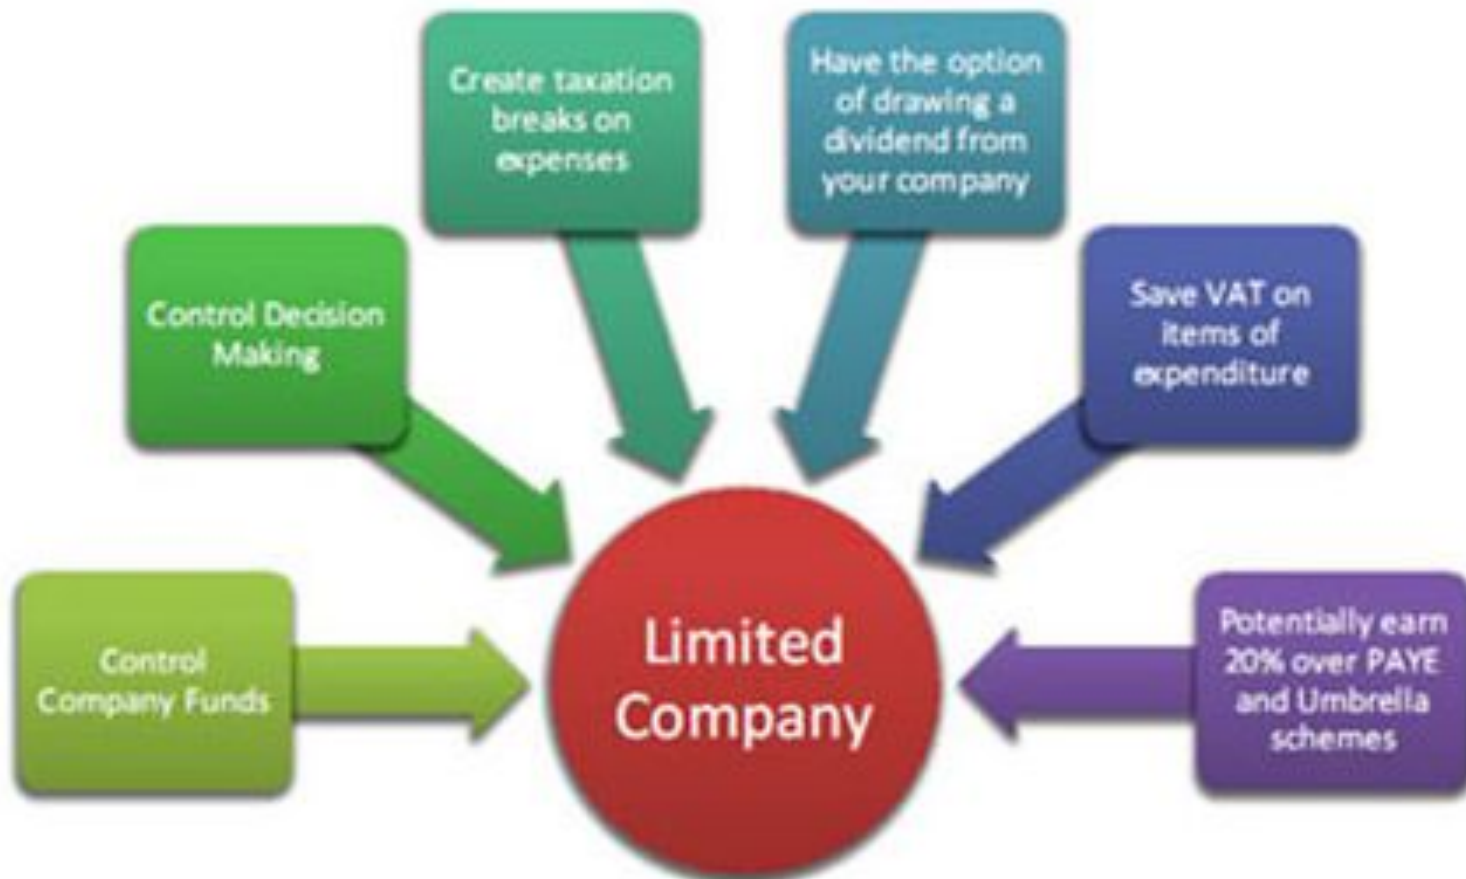 Create taxation
breaks on
expenses
Have the option
of drawing a
dividend from
your company
Control Decision
Making
Save VAT on
items of
expenditure
Control
Company Funds
Limited
Company
Potentially earn
20% over PAYE
and Umbrella
schemes